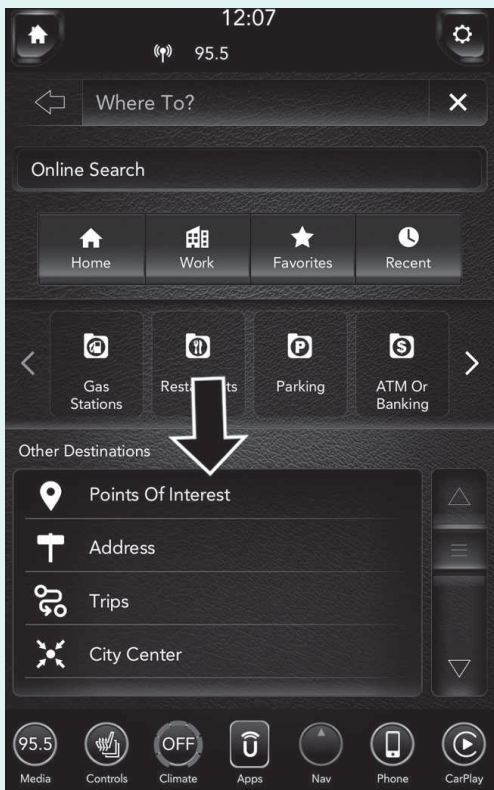 12:07
95.5
Where To?
Online Search
Home Work Favorites Recent
Gas Stations Parking ATM Or Banking
Other Destinations
Points Of Interest
Address
Trips
City Center
95.5 OFF
Media Controls Climate Apps Nav Phone CarPlay